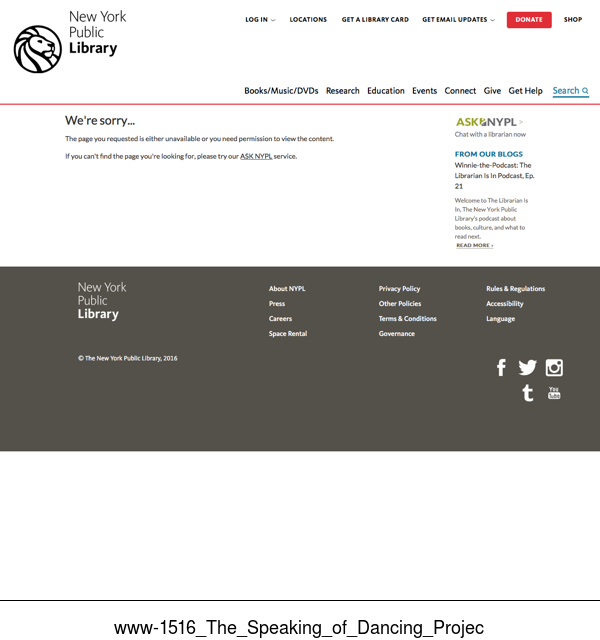 New York
Public
Library
LOG IN
LOCATIONS
GET A LIBRARY CARD
GET EMAIL UPDATES
DONATE
SHOP
Books/Music/DVDs Research Education Events Connect Give Get Help Search
We're sorry...
The page you requested is either unavailable or you need permission to view the content.
If you can't find the page you're looking for, please try our ASK NYPL service.
ASK NYPL >
Chat with a librarian now
FROM OUR BLOGS
Winnie-the-Podcast: The
Librarian Is In Podcast, Ep.
21
Welcome to The Librarian Is
In, The New York Public
Library's podcast about
books, culture, and what to
read next.
READ MORE ›
New York
Public
Library
About NYPL
Press
Careers
Space Rental
Privacy Policy
Other Policies
Terms & Conditions
Governance
Rules & Regulations
Accessibility
Language
© The New York Public Library, 2016
You
Tube
www-1516_The_Speaking_of_Dancing_Projec